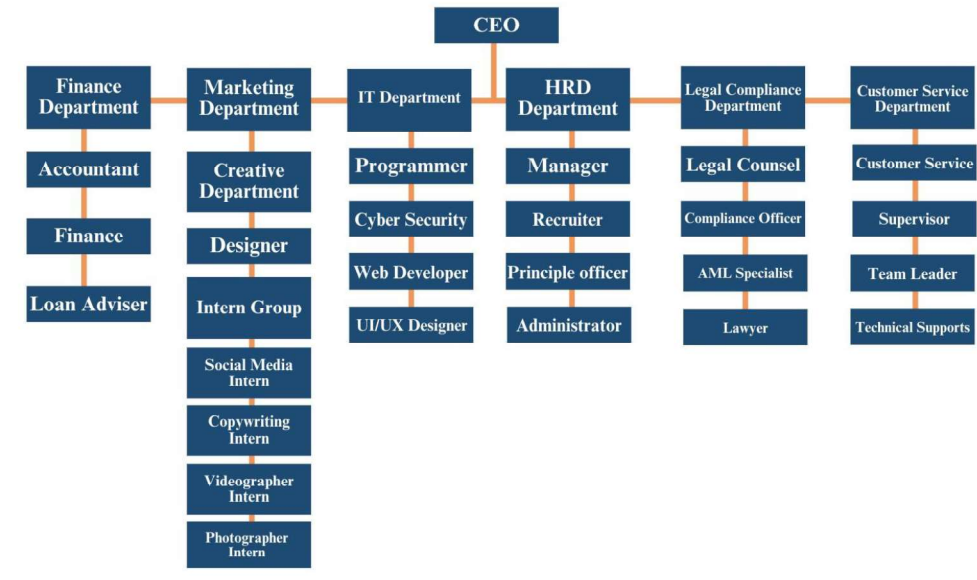 CEO
Finance
Department
Accountant
Finance
Loan Adviser
Marketing
Department
Creative
Department
Designer
Intern Group
Social Media
Intern
Copywriting
Intern
Videographer
Intern
Photographer
Intern
IT Department
Programmer
Cyber Security
Web Developer
UI/UX Designer
HRD
Department
Manager
Recruiter
Principle officer
Administrator
Legal Compliance
Department
Legal Counsel
Compliance Officer
AML Specialist
Lawyer
Customer Service
Department
Customer Service
Supervisor
Team Leader
Technical Supports